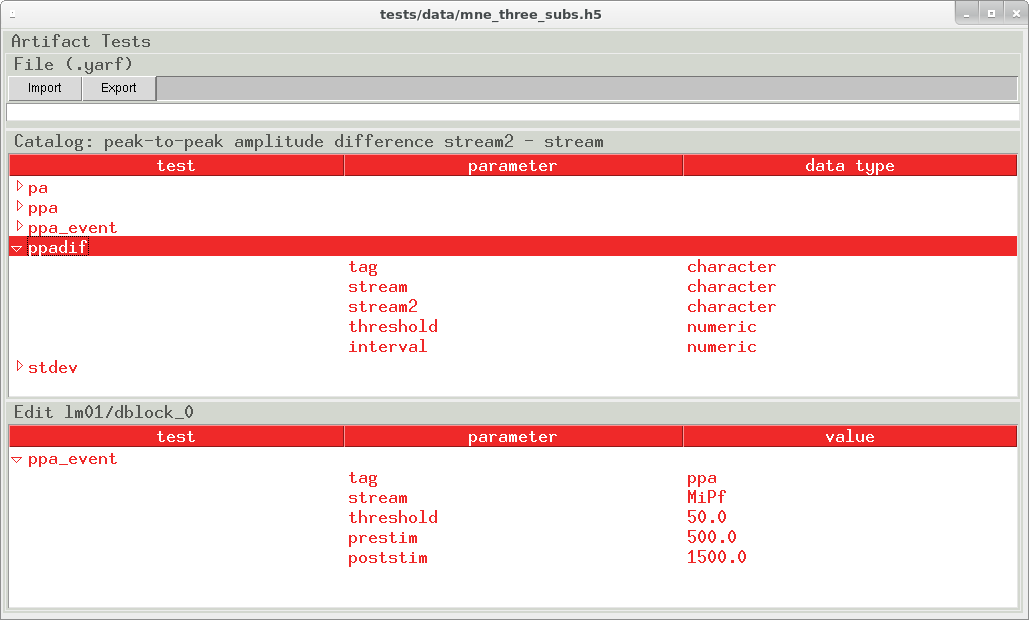 tests/data/mne_three_subs.h5
Artifact Tests
File (.yarf)
Import Export
Catalog: peak-to-peak amplitude difference stream2 - stream
test parameter data type
pa
ppa
ppa_event
ppadif
tag character
stream character
stream2 character
threshold numeric
interval numeric
stdev
Edit lm01/dblock_0
test parameter value
ppa_event
tag ppa
stream MiPf
threshold 50.0
prestim 500.0
poststim 1500.0